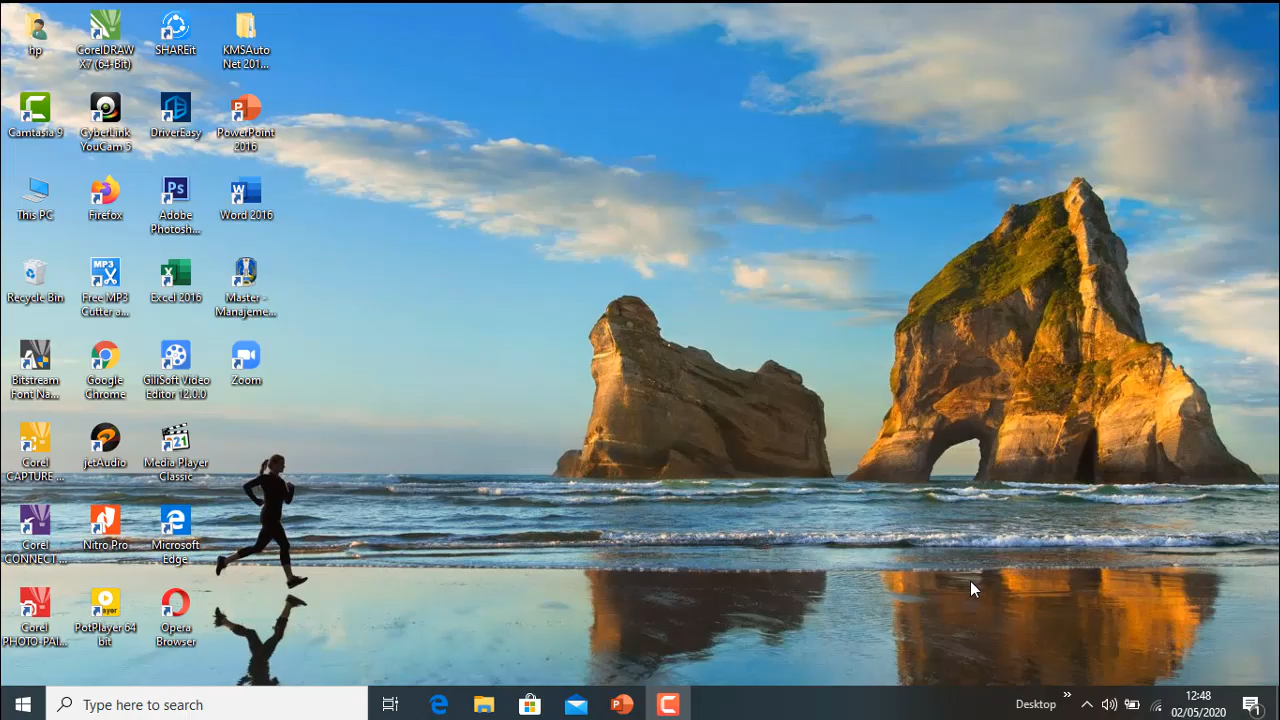 hp
CorelDRAW
X7 (64-Bit)
SHAREit
KMSAuto
Net 201...
Camtasia 9
CyberLink
YouCam 5
DriverEasy
PowerPoint
2016
This PC
Firefox
Adobe
Photosh...
Word 2016
Recycle Bin
Free MP3
Cutter a...
Excel 2016
Master -
Manajeme...
Bitstream
Font Na...
Google
Chrome
GiliSoft Video
Editor 12.0.0
Zoom
Corel
CAPTURE ...
jetAudio
Media Player
Classic
Corel
CONNECT ...
Nitro Pro
Microsoft
Edge
Corel
PHOTO-PAI...
PotPlayer 64
bit
Opera
Browser
Type here to search
Desktop
12:48
02/05/2020
1